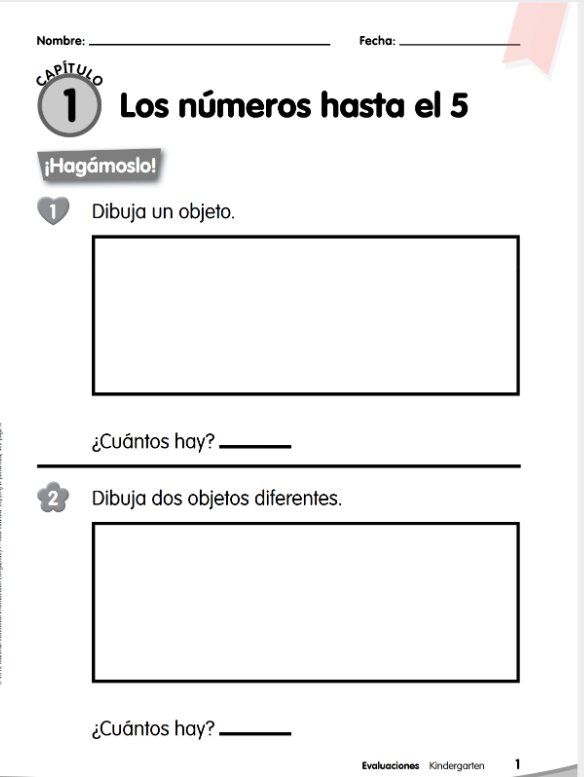 Nombre: Fecha:
CAPÍTULO
1 Los números hasta el 5
¡Hagámoslo!
1 Dibuja un objeto.
¿Cuántos hay?
2 Dibuja dos objetos diferentes.
¿Cuántos hay?
Evaluaciones Kindergarten 1